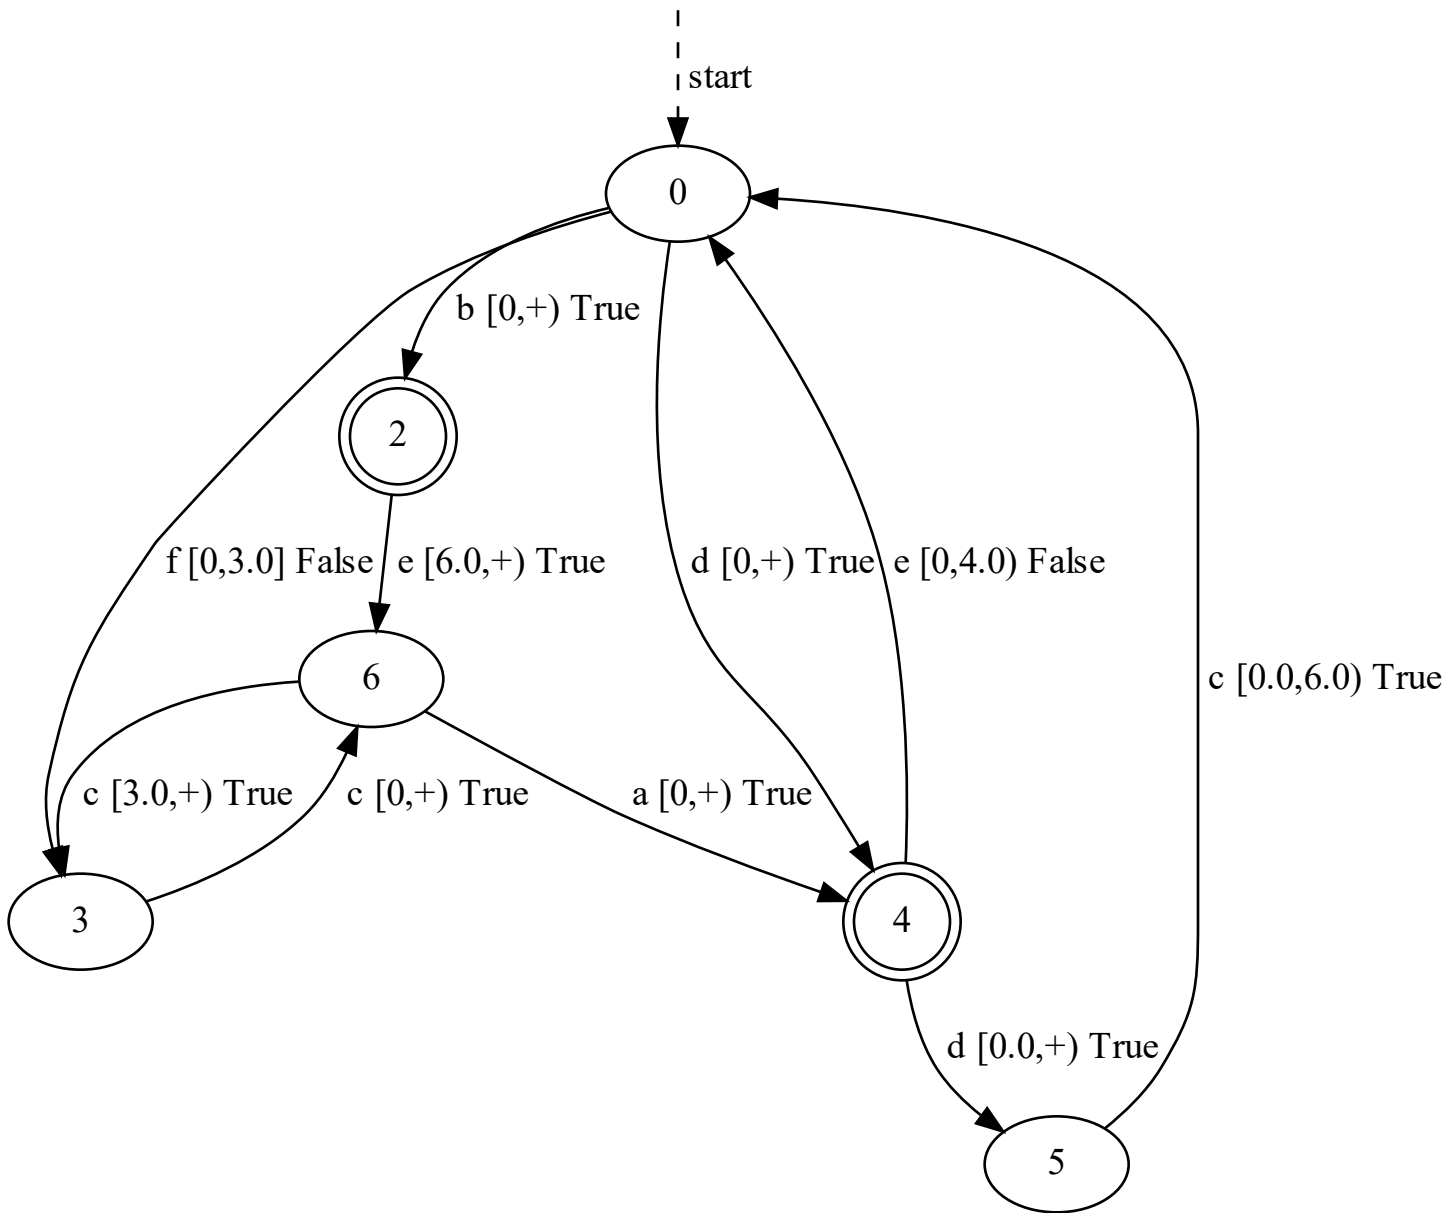 start
0
b [0,+) True
2
f [0,3.0] False
e [6.0,+) True
d [0,+) True
e [0,4.0) False
6
c [0.0,6.0) True
c [3.0,+) True
c [0,+) True
a [0,+) True
3
4
d [0.0,+) True
5